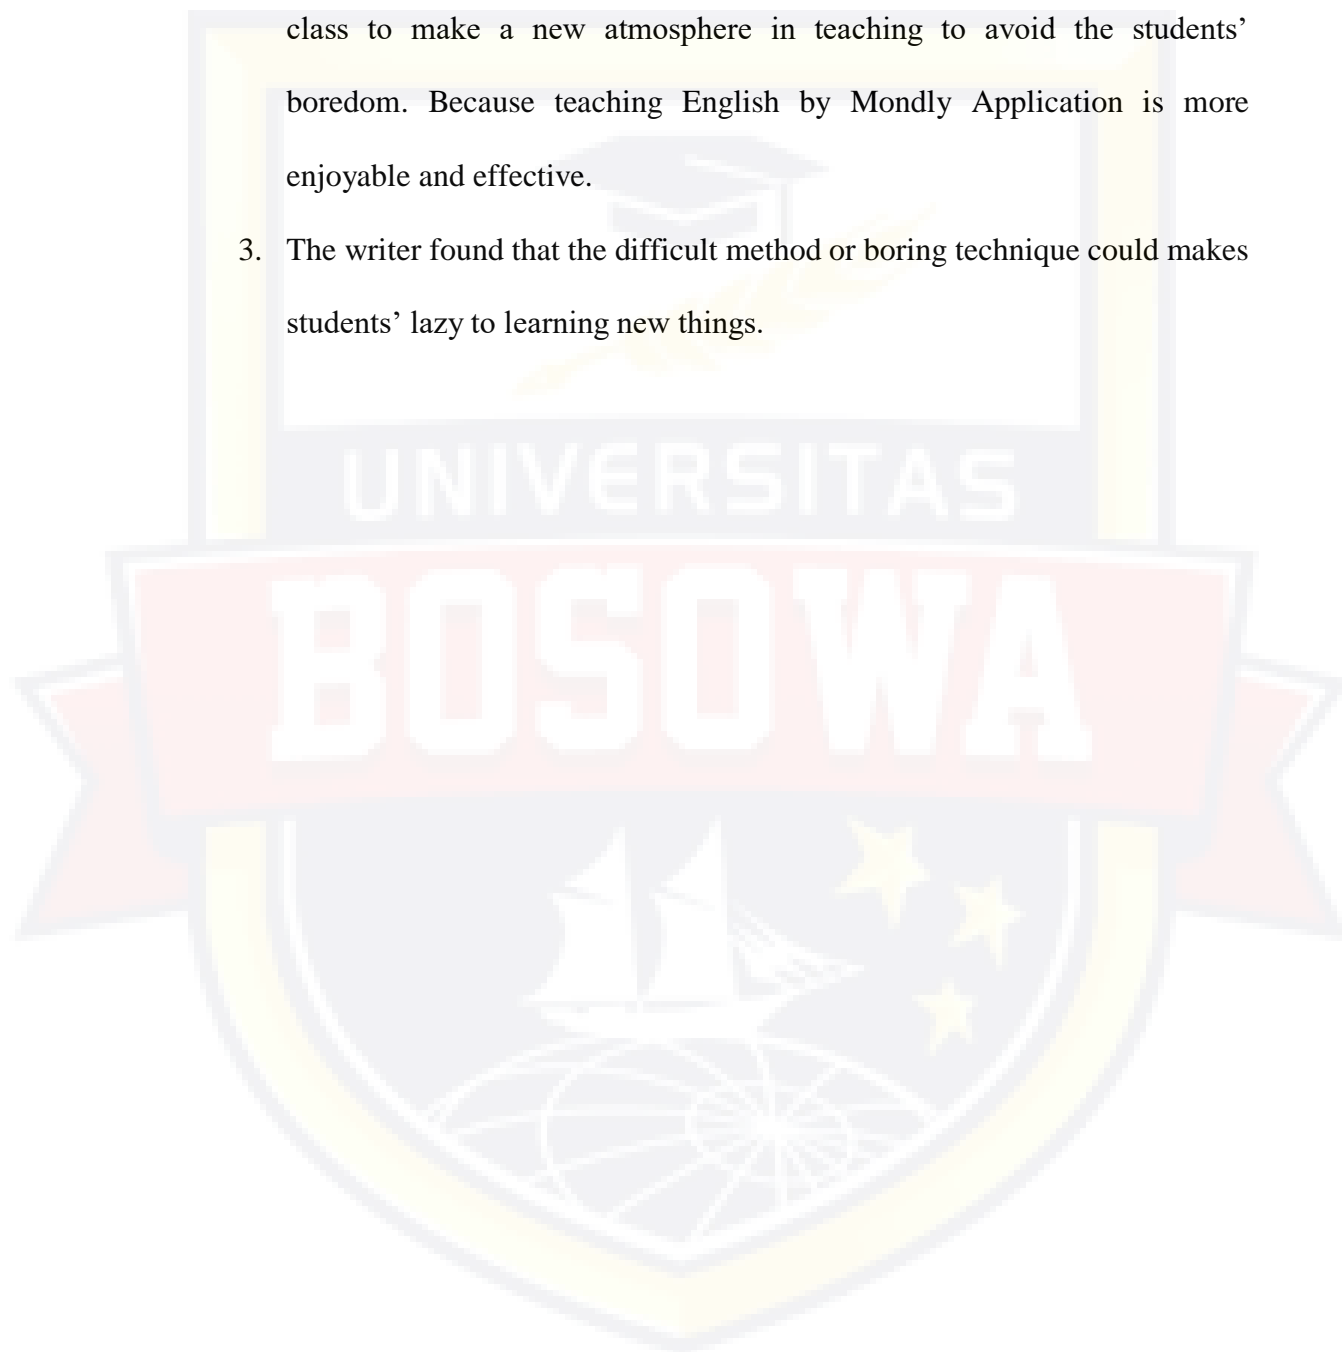 class to make a new atmosphere in teaching to avoid the students’
boredom. Because teaching English by Mondly Application is more
enjoyable and effective.
3. The writer found that the difficult method or boring technique could makes
students’ lazy to learning new things.
UNIVERSITAS
BOSOWA